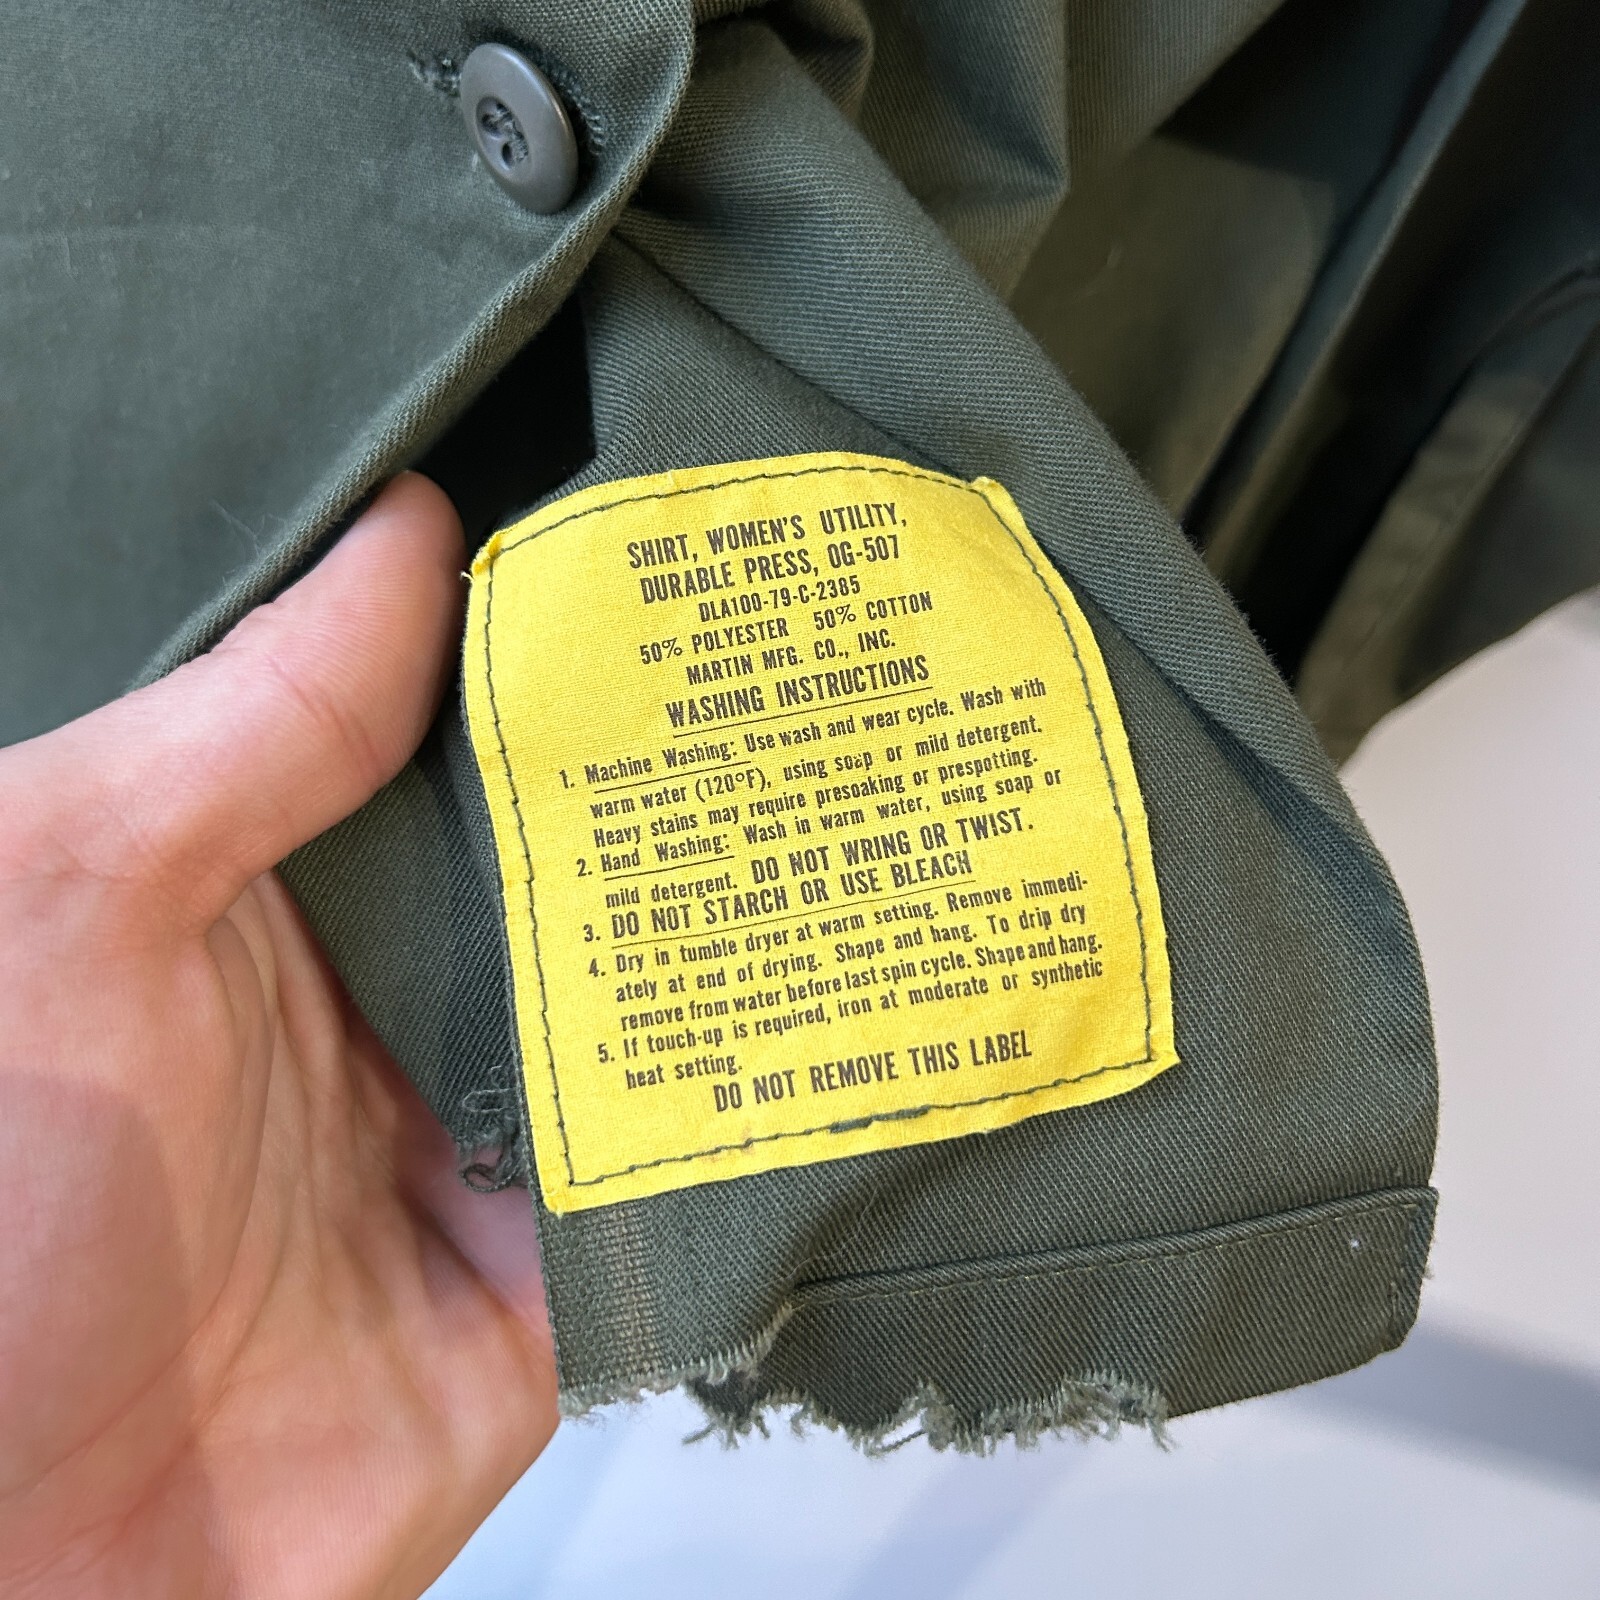 SHIRT, WOMEN'S UTILITY,
DURABLE PRESS, OG-507
DLA100-79-C-2385
50% POLYESTER 50% COTTON
MARTIN MFG. CO., INC.
WASHING INSTRUCTIONS
1. Machine Washing: Use wash and wear cycle. Wash with
warm water (120°F), using soap or mild detergent.
Heavy stains may require presoaking or prespotting.
2. Hand Washing: Wash in warm water, using soap or
mild detergent. DO NOT WRING OR TWIST.
3. DO NOT STARCH OR USE BLEACH
4. Dry in tumble dryer at warm setting. Remove immedi-
ately at end of drying. Shape and hang. To drip dry
remove from water before last spin cycle. Shape and hang.
5. If touch-up is required, iron at moderate or synthetic
heat setting.
DO NOT REMOVE THIS LABEL